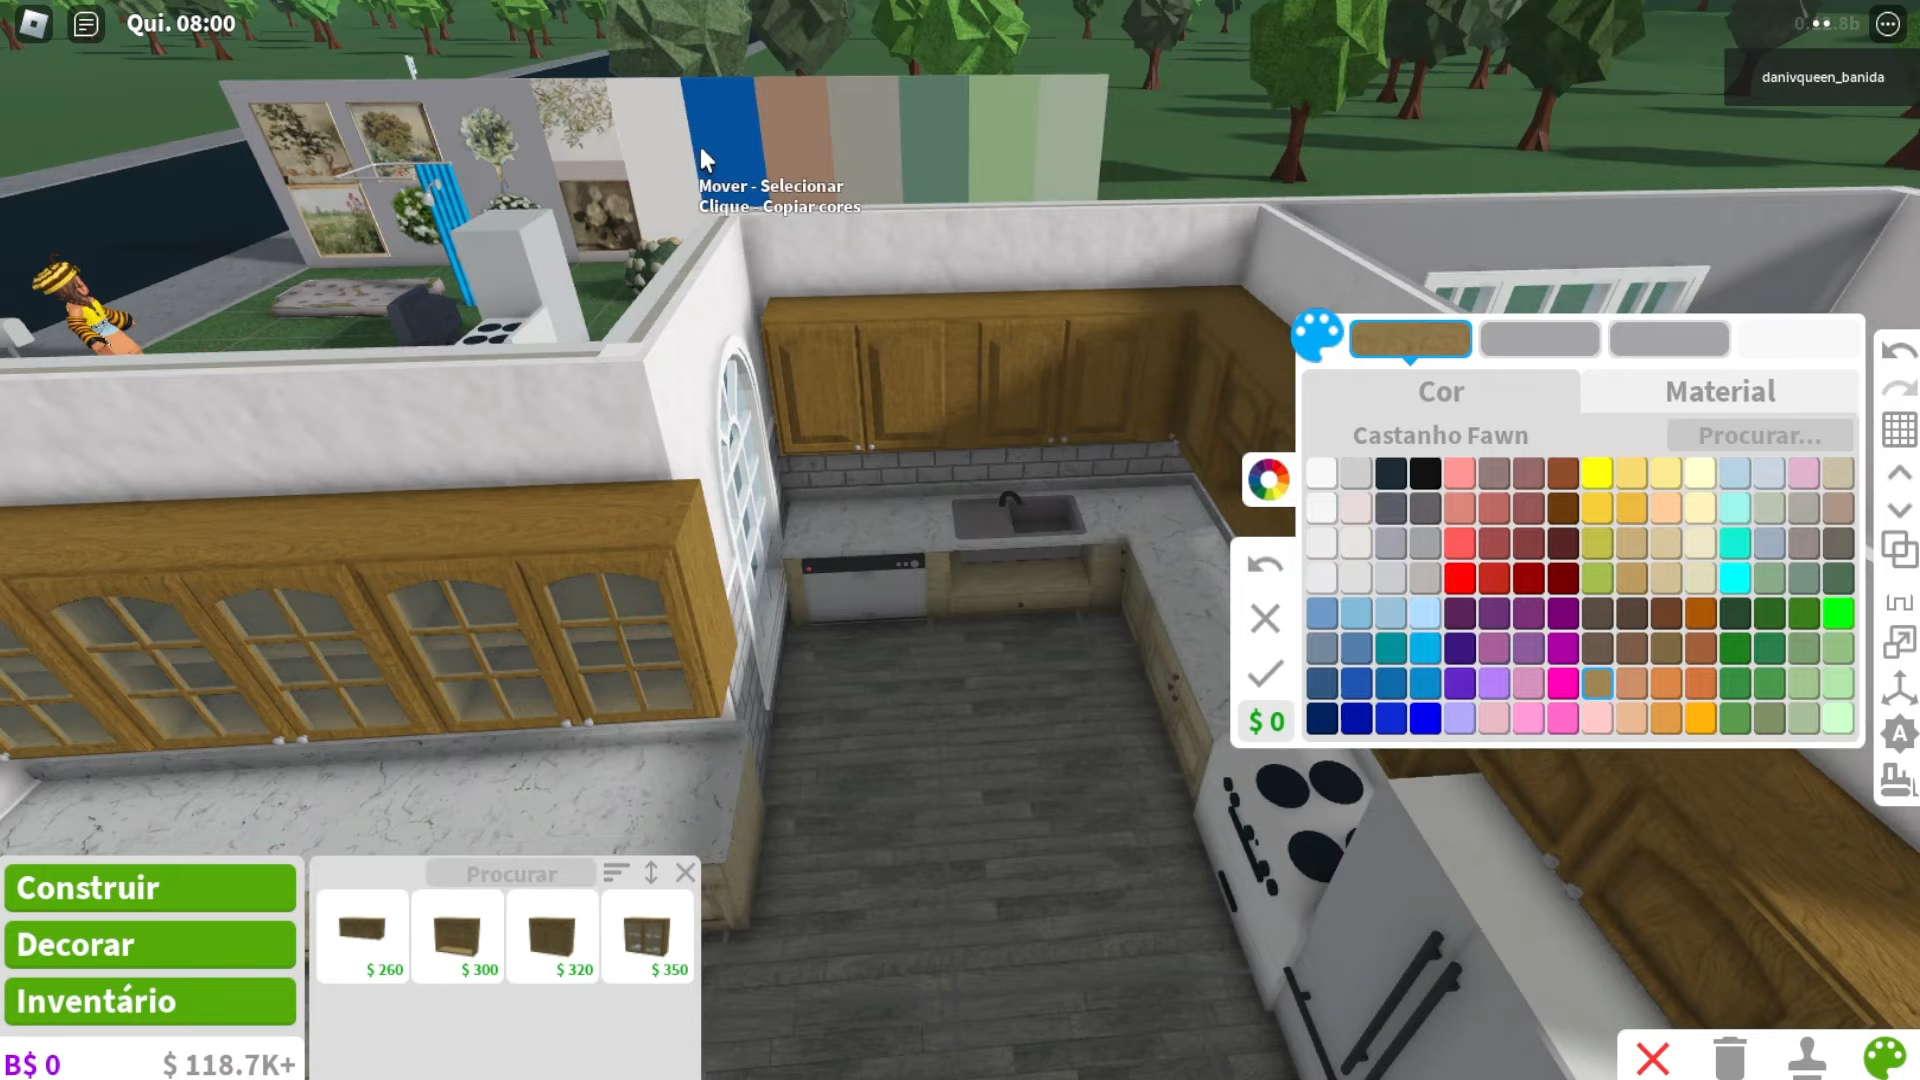 Qui. 08:00
danivqueen_banida
Mover - Selecionar
Clique - Copiar cores
Cor
Material
Castanho Fawn
Procurar...
$ 0
Construir
Decorar
Inventário
B$ 0
$ 118.7K+
Procurar
$ 260
$ 300
$ 320
$ 350
A